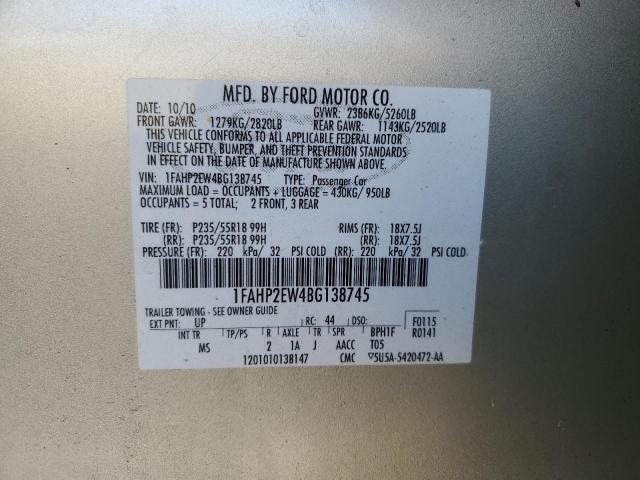 MFD. BY FORD MOTOR CO.
DATE: 10/10 GVWR: 2386KG/5260LB
FRONT GAWR: 1279KG/2820LB REAR GAWR: 1143KG/2520LB
THIS VEHICLE CONFORMS TO ALL APPLICABLE FEDERAL MOTOR
VEHICLE SAFETY, BUMPER, AND THEFT PREVENTION STANDARDS
IN EFFECT ON THE DATE OF MANUFACTURE SHOWN ABOVE.
VIN: 1FAHP2EW4BG138745 TYPE: Passenger Car
MAXIMUM LOAD = OCCUPANTS + LUGGAGE = 430KG/ 950LB
OCCUPANTS = 5 TOTAL; 2 FRONT, 3 REAR
TIRE (FR): P235/55R18 99H RIMS (FR): 18X7.5J
(RR): P235/55R18 99H (RR): 18X7.5J
PRESSURE (FR): 220 kPa/ 32 PSI COLD (RR): 220 kPa/ 32 PSI COLD
1FAHP2EW4BG138745
TRAILER TOWING - SEE OWNER GUIDE
EXT PNT: UP RC: 44 DSO: F0115
INT TR TP/PS R AXLE TR SPR BPH1F R0141
MS 2 1A J AACC T05
1201010138147 CMC ▽5U5A-5420472-AA